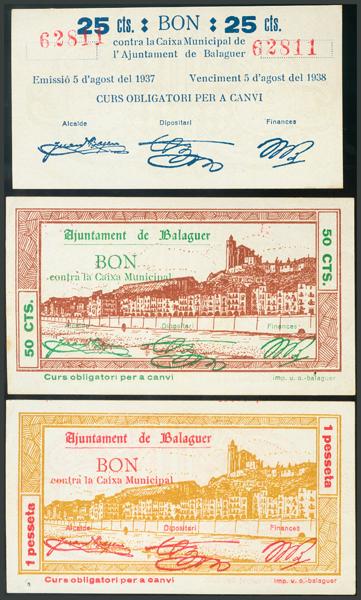 25 cts. : BON : 25 cts.
62811 contra la Caixa Municipal de 62811
l'Ajuntament de Balaguer
Emissió 5 d'agost del 1937 Venciment 5 d'agost del 1938
CURS OBLIGATORI PER A CANVI
Alcalde Dipositari Finances
Ajuntament de Balaguer
BON
contra la Caixa Municipal
50 CTS.
50 CTS.
Alcalde Dipositari Finances
Curs obligatori per a canvi Imp. u. o.-balaguer
Ajuntament de Balaguer
BON
contra la Caixa Municipal
1 pesseta
1 pesseta
Alcalde Dipositari Finances
Curs obligatori per a canvi Imp. u. o.-balaguer